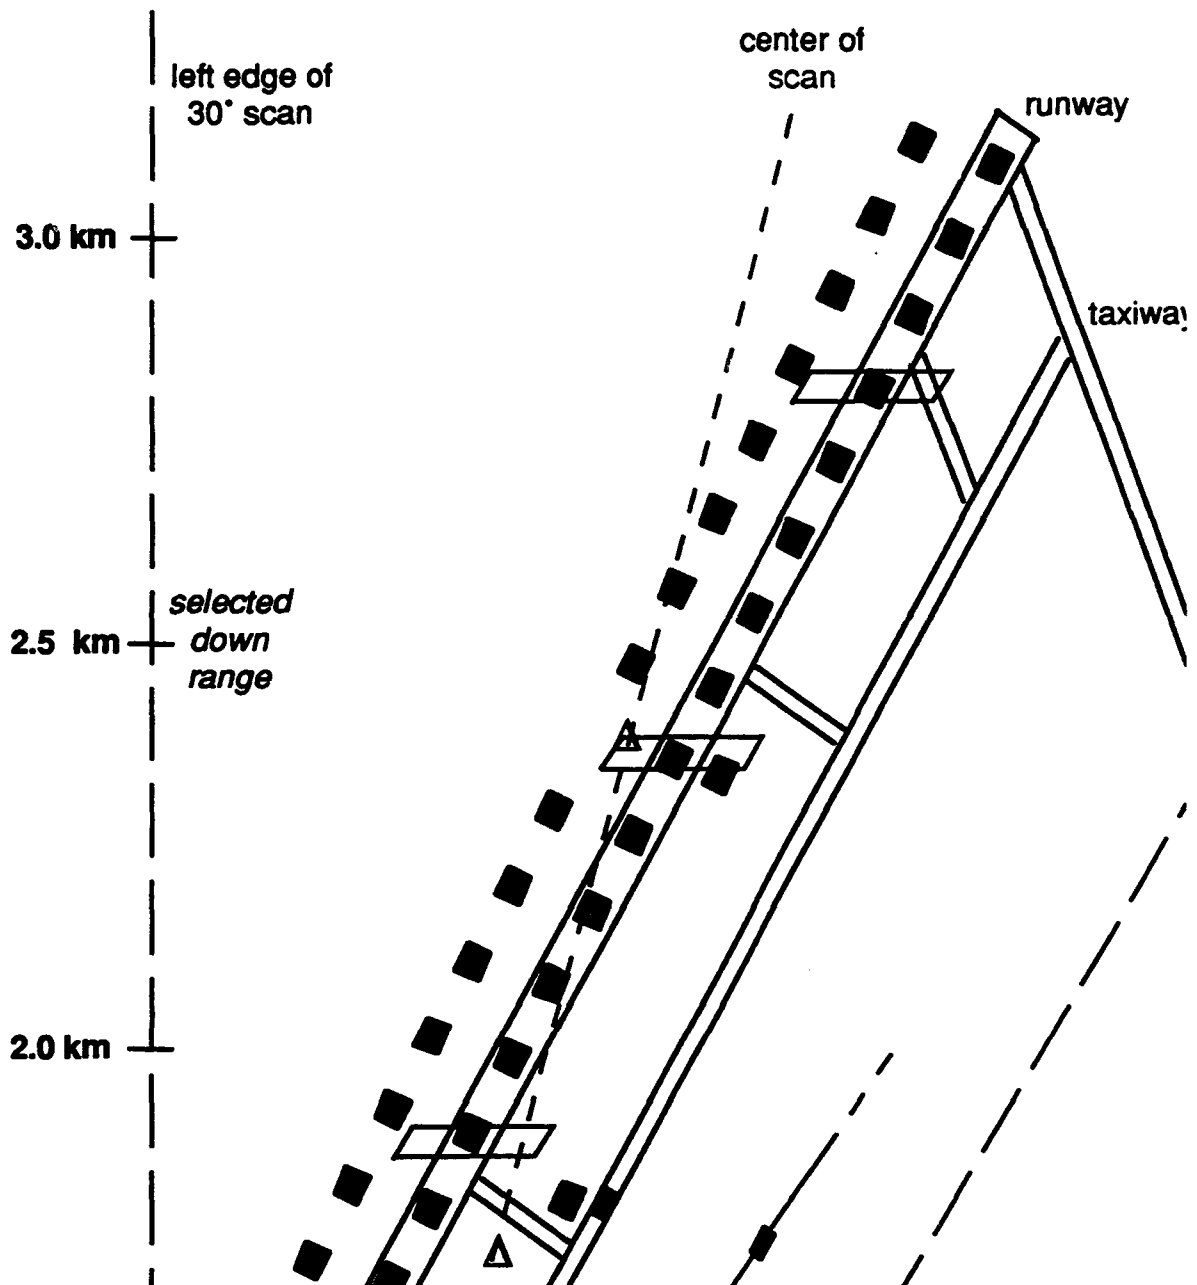 center of
scan
left edge of
30° scan
runway
3.0 km
taxiway
selected
down
range
2.5 km
2.0 km